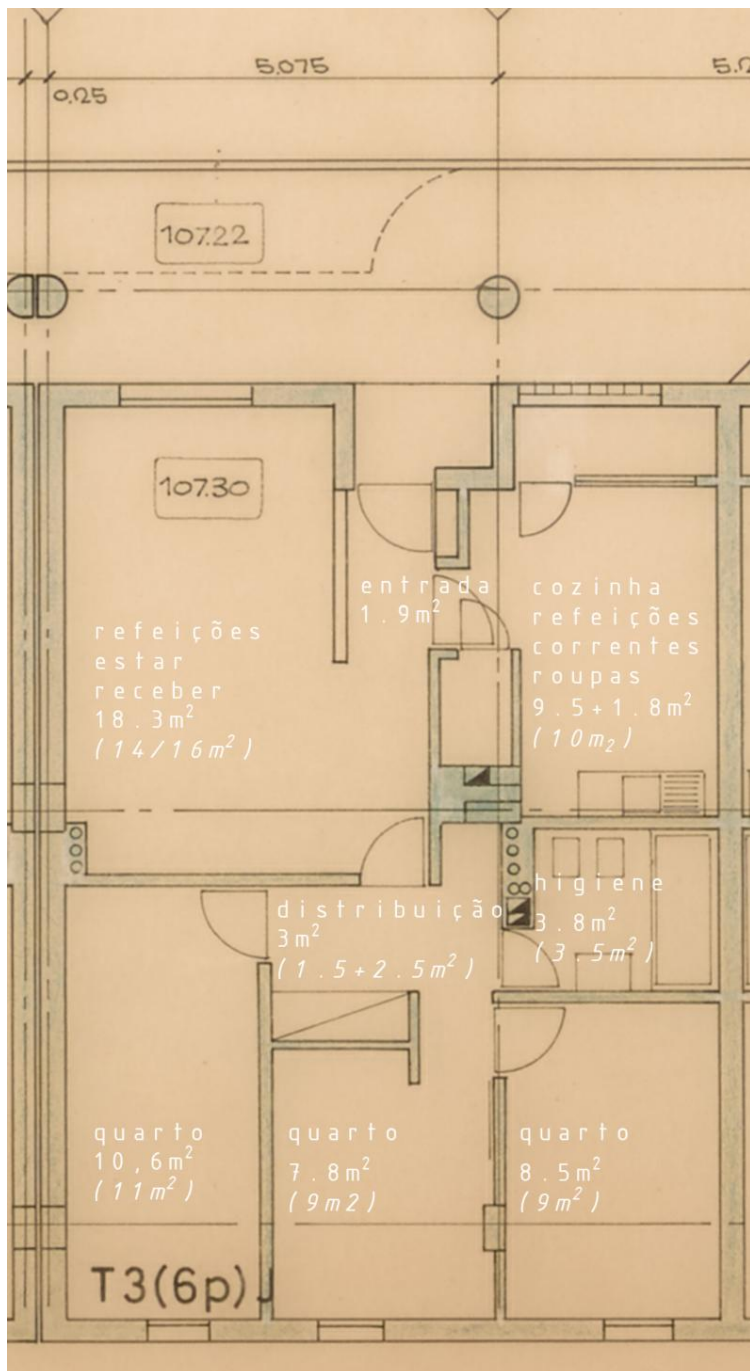 5.075
5.2
0.25
107.22
107.30
entrada
1.9m²
cozinha
refeições
correntes
roupas
9.5+1.8m²
(10m₂)
refeições
estar
receber
18.3m²
(14/16m²)
higiene
3.8m²
(3.5m²)
distribuição
3m²
(1.5+2.5m²)
quarto
10,6m²
(11m²)
quarto
7.8m²
(9m2)
quarto
8.5m²
(9m²)
T3(6p)J